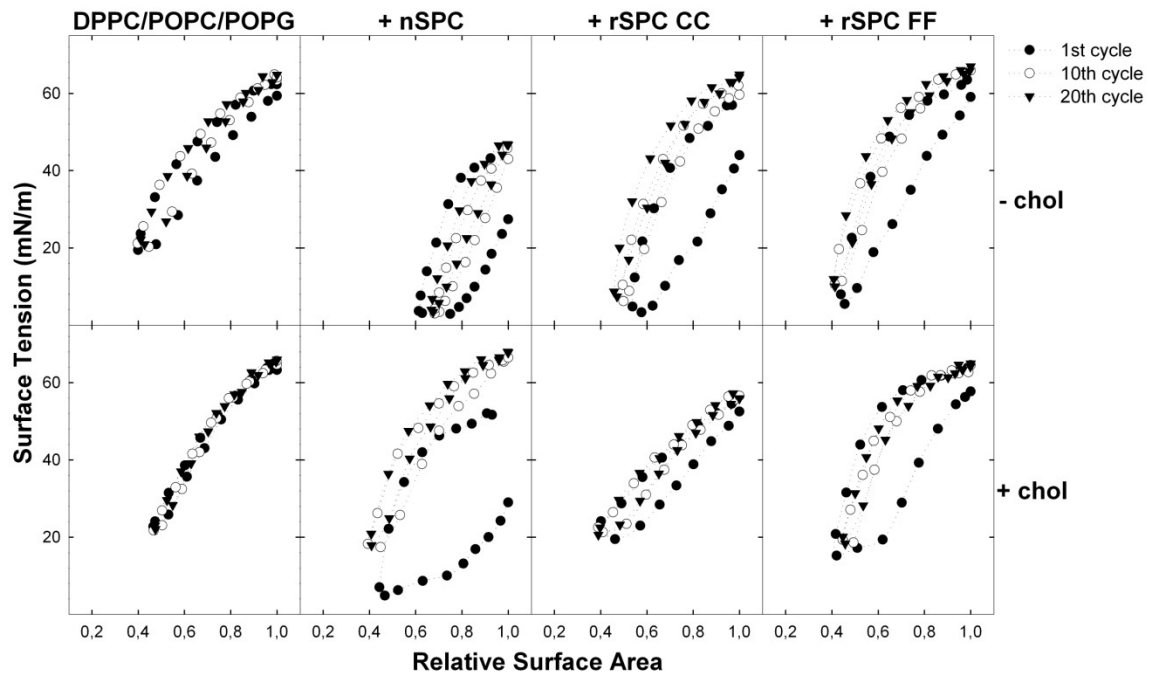 DPPC/POPC/POPG + nSPC + rSPC CC + rSPC FF
1st cycle
10th cycle
20th cycle
60
40
20
- chol
60
40
20
+ chol
Surface Tension (mN/m)
0,2 0,4 0,6 0,8 1,0 0,2 0,4 0,6 0,8 1,0 0,2 0,4 0,6 0,8 1,0 0,2 0,4 0,6 0,8 1,0
Relative Surface Area